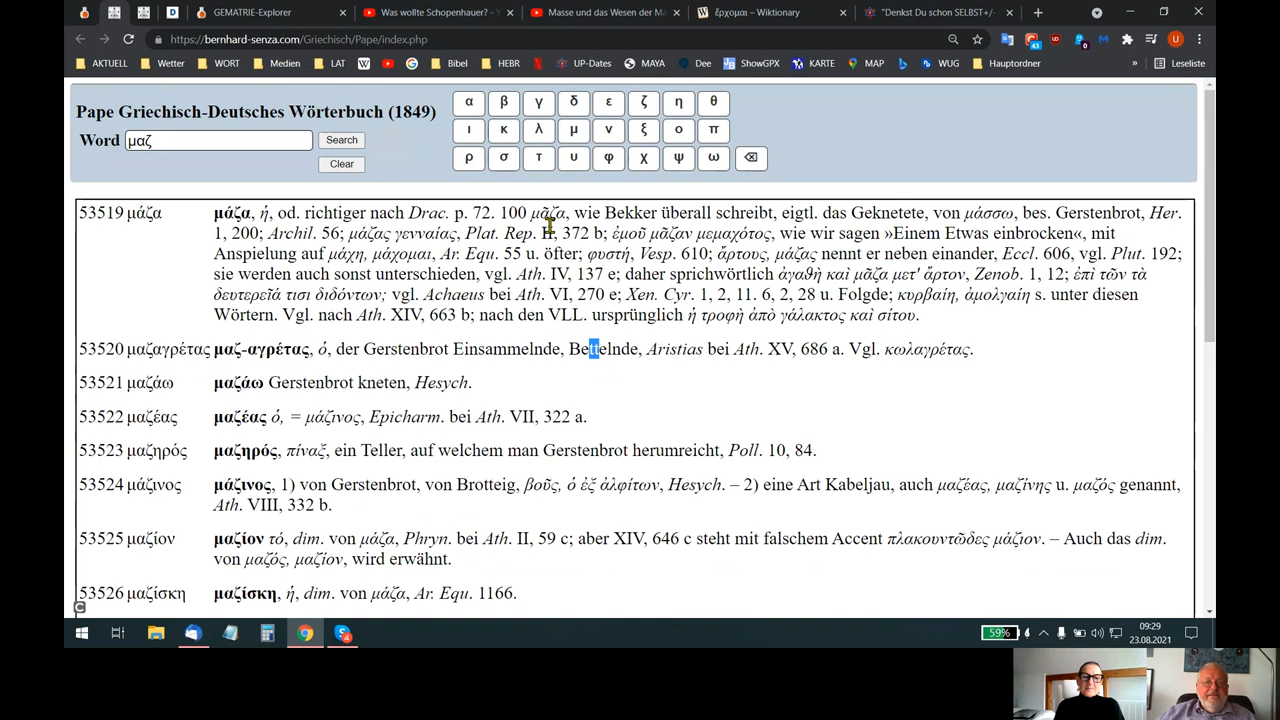 GEMATRIE-Explorer
Was wollte Schopenhauer? - Y
Masse und das Wesen der Ma
ἔρχομαι – Wiktionary
"Denkst Du schon SELBST+/-
https://bernhard-senza.com/Griechisch/Pape/index.php
AKTUELL
Wetter
WORT
Medien
LAT
Bibel
HEBR
UP-Dates
MAYA
Dee
ShowGPX
KARTE
MAP
WUG
Hauptordner
»
Leseliste
Pape Griechisch-Deutsches Wörterbuch (1849)
Word μαζ Search
Clear
α β γ δ ε ζ η θ
ι κ λ μ ν ξ ο π
ρ σ τ υ φ χ ψ ω
53519 μάζα μάζα, ἡ, od. richtiger nach Drac. p. 72. 100 μᾶζα, wie Bekker überall schreibt, eigtl. das Geknetete, von μάσσω, bes. Gerstenbrot, Her.
1, 200; Archil. 56; μάζας γενναίας, Plat. Rep. II, 372 b; ἐμοῦ μᾶζαν μεμαχότος, wie wir sagen »Einem Etwas einbrocken«, mit
Anspielung auf μάχη, μάχομαι, Ar. Equ. 55 u. öfter; φυστή, Vesp. 610; ἄρτους, μάζας nennt er neben einander, Eccl. 606, vgl. Plut. 192;
sie werden auch sonst unterschieden, vgl. Ath. IV, 137 e; daher sprichwörtlich ἀγαθὴ καὶ μᾶζα μετ' ἄρτον, Zenob. 1, 12; ἐπὶ τῶν τὰ
δευτερεῖά τισι διδόντων; vgl. Achaeus bei Ath. VI, 270 e; Xen. Cyr. 1, 2, 11. 6, 2, 28 u. Folgde; κυρβαίη, ἀμολγαίη s. unter diesen
Wörtern. Vgl. nach Ath. XIV, 663 b; nach den VLL. ursprünglich ἡ τροφὴ ἀπὸ γάλακτος καὶ σίτου.
53520 μαζαγρέτας μαζ-αγρέτας, ὁ, der Gerstenbrot Einsammelnde, Bettelnde, Aristias bei Ath. XV, 686 a. Vgl. κωλαγρέτας.
53521 μαζάω μαζάω Gerstenbrot kneten, Hesych.
53522 μαζέας μαζέας ὁ, = μάζινος, Epicharm. bei Ath. VII, 322 a.
53523 μαζηρός μαζηρός, πίναξ, ein Teller, auf welchem man Gerstenbrot herumreicht, Poll. 10, 84.
53524 μάζινος μάζινος, 1) von Gerstenbrot, von Brotteig, βοῦς, ὁ ἐξ ἀλφίτων, Hesych. – 2) eine Art Kabeljau, auch μαζέας, μαζίνης u. μαζός genannt,
Ath. VIII, 332 b.
53525 μαζίον μαζίον τό, dim. von μάζα, Phryn. bei Ath. II, 59 c; aber XIV, 646 c steht mit falschem Accent πλακουντῶδες μάζιον. – Auch das dim.
von μαζός, μαζίον, wird erwähnt.
53526 μαζίσκη μαζίσκη, ἡ, dim. von μάζα, Ar. Equ. 1166.
59%
09:29
23.08.2021